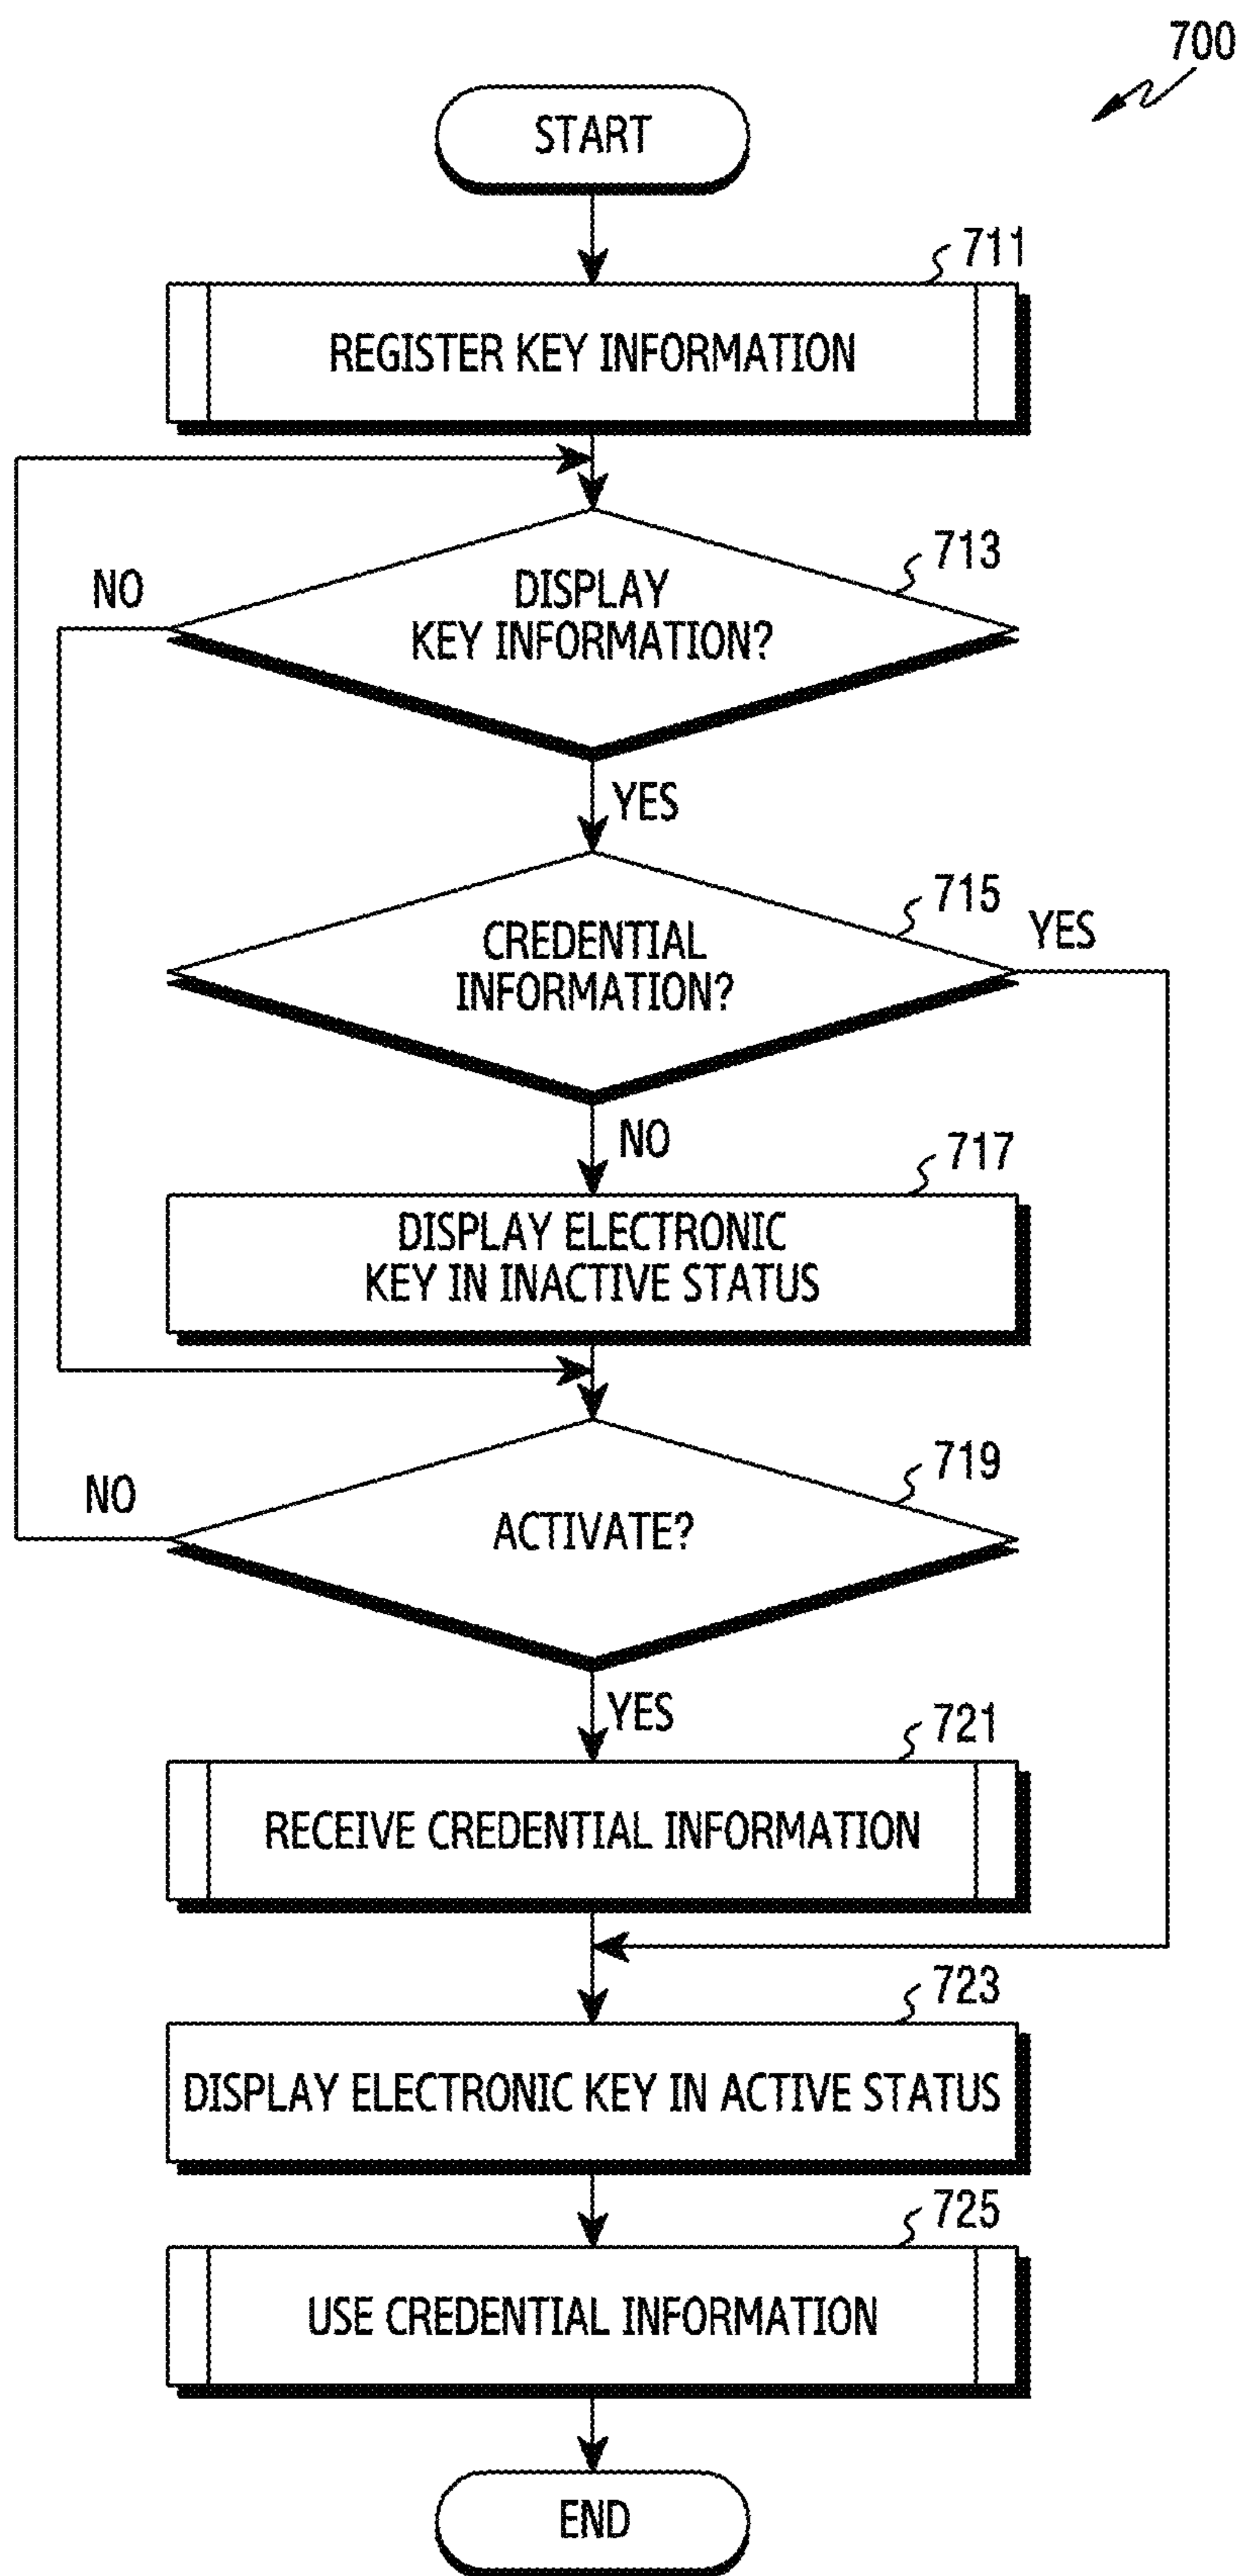 700
START
711
REGISTER KEY INFORMATION
713
NO
DISPLAY
KEY INFORMATION?
YES
715
YES
CREDENTIAL
INFORMATION?
NO
717
DISPLAY ELECTRONIC
KEY IN INACTIVE STATUS
719
NO
ACTIVATE?
YES
721
RECEIVE CREDENTIAL INFORMATION
723
DISPLAY ELECTRONIC KEY IN ACTIVE STATUS
725
USE CREDENTIAL INFORMATION
END